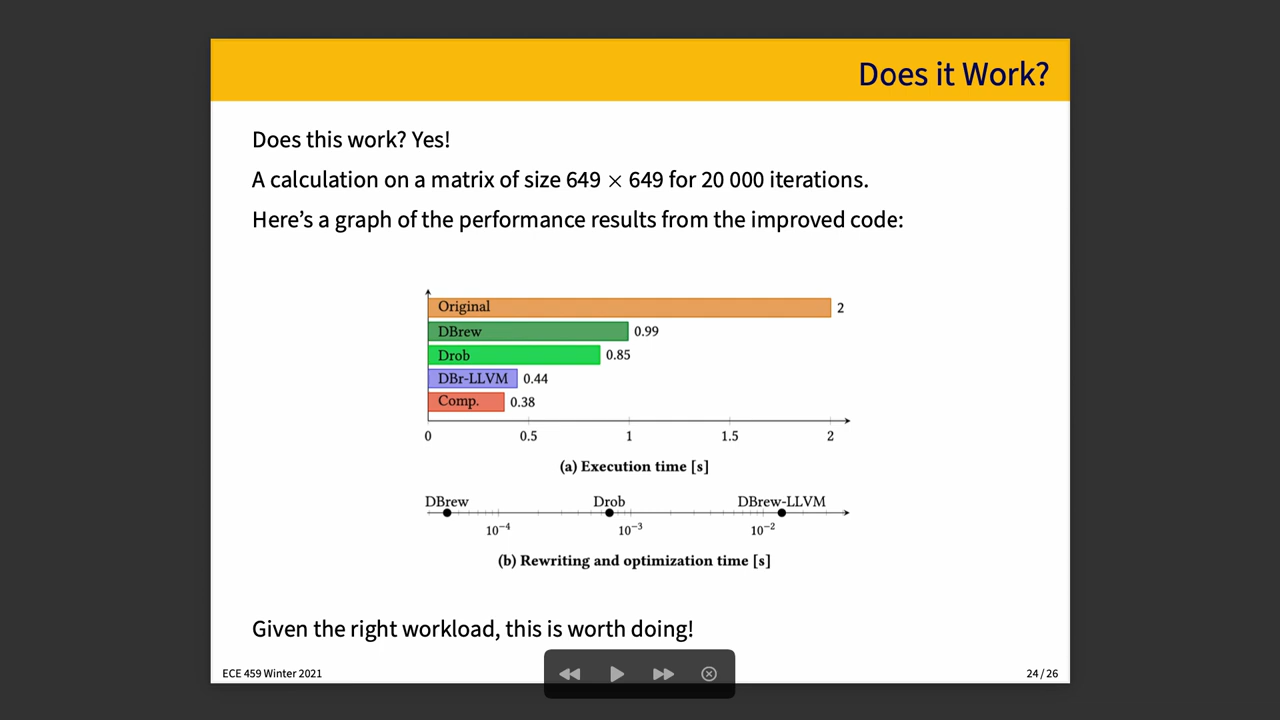 Does it Work?
Does this work? Yes!
A calculation on a matrix of size 649 × 649 for 20 000 iterations.
Here’s a graph of the performance results from the improved code:
Original 2
DBrew 0.99
Drob 0.85
DBr-LLVM 0.44
Comp. 0.38
0 0.5 1 1.5 2
(a) Execution time [s]
DBrew Drob DBrew-LLVM
10⁻⁴ 10⁻³ 10⁻²
(b) Rewriting and optimization time [s]
Given the right workload, this is worth doing!
ECE 459 Winter 2021 24 / 26